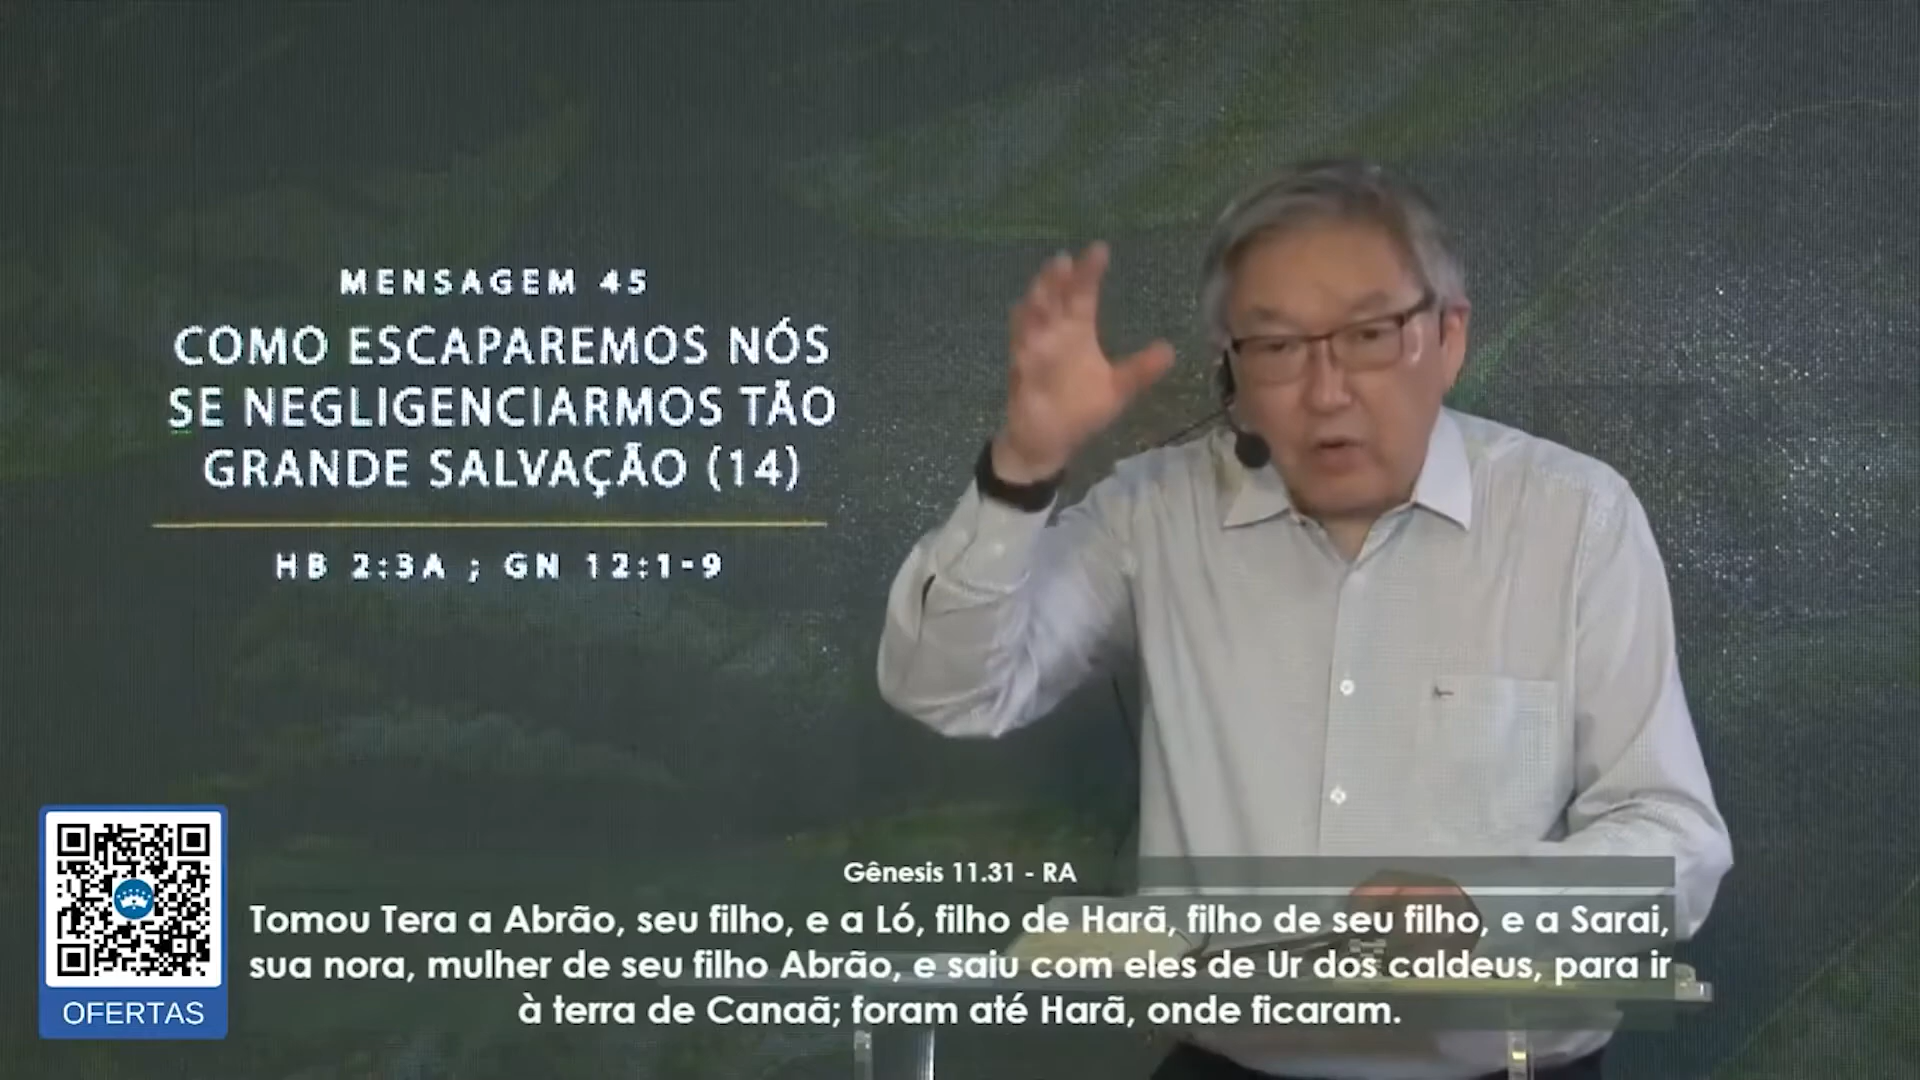 MENSAGEM 45
COMO ESCAPAREMOS NÓS
SE NEGLIGENCIARMOS TÃO
GRANDE SALVAÇÃO (14)
HB 2:3A ; GN 12:1-9
Gênesis 11.31 - RA
Tomou Tera a Abrão, seu filho, e a Ló, filho de Harã, filho de seu filho, e a Sarai,
sua nora, mulher de seu filho Abrão, e saiu com eles de Ur dos caldeus, para ir
à terra de Canaã; foram até Harã, onde ficaram.
OFERTAS